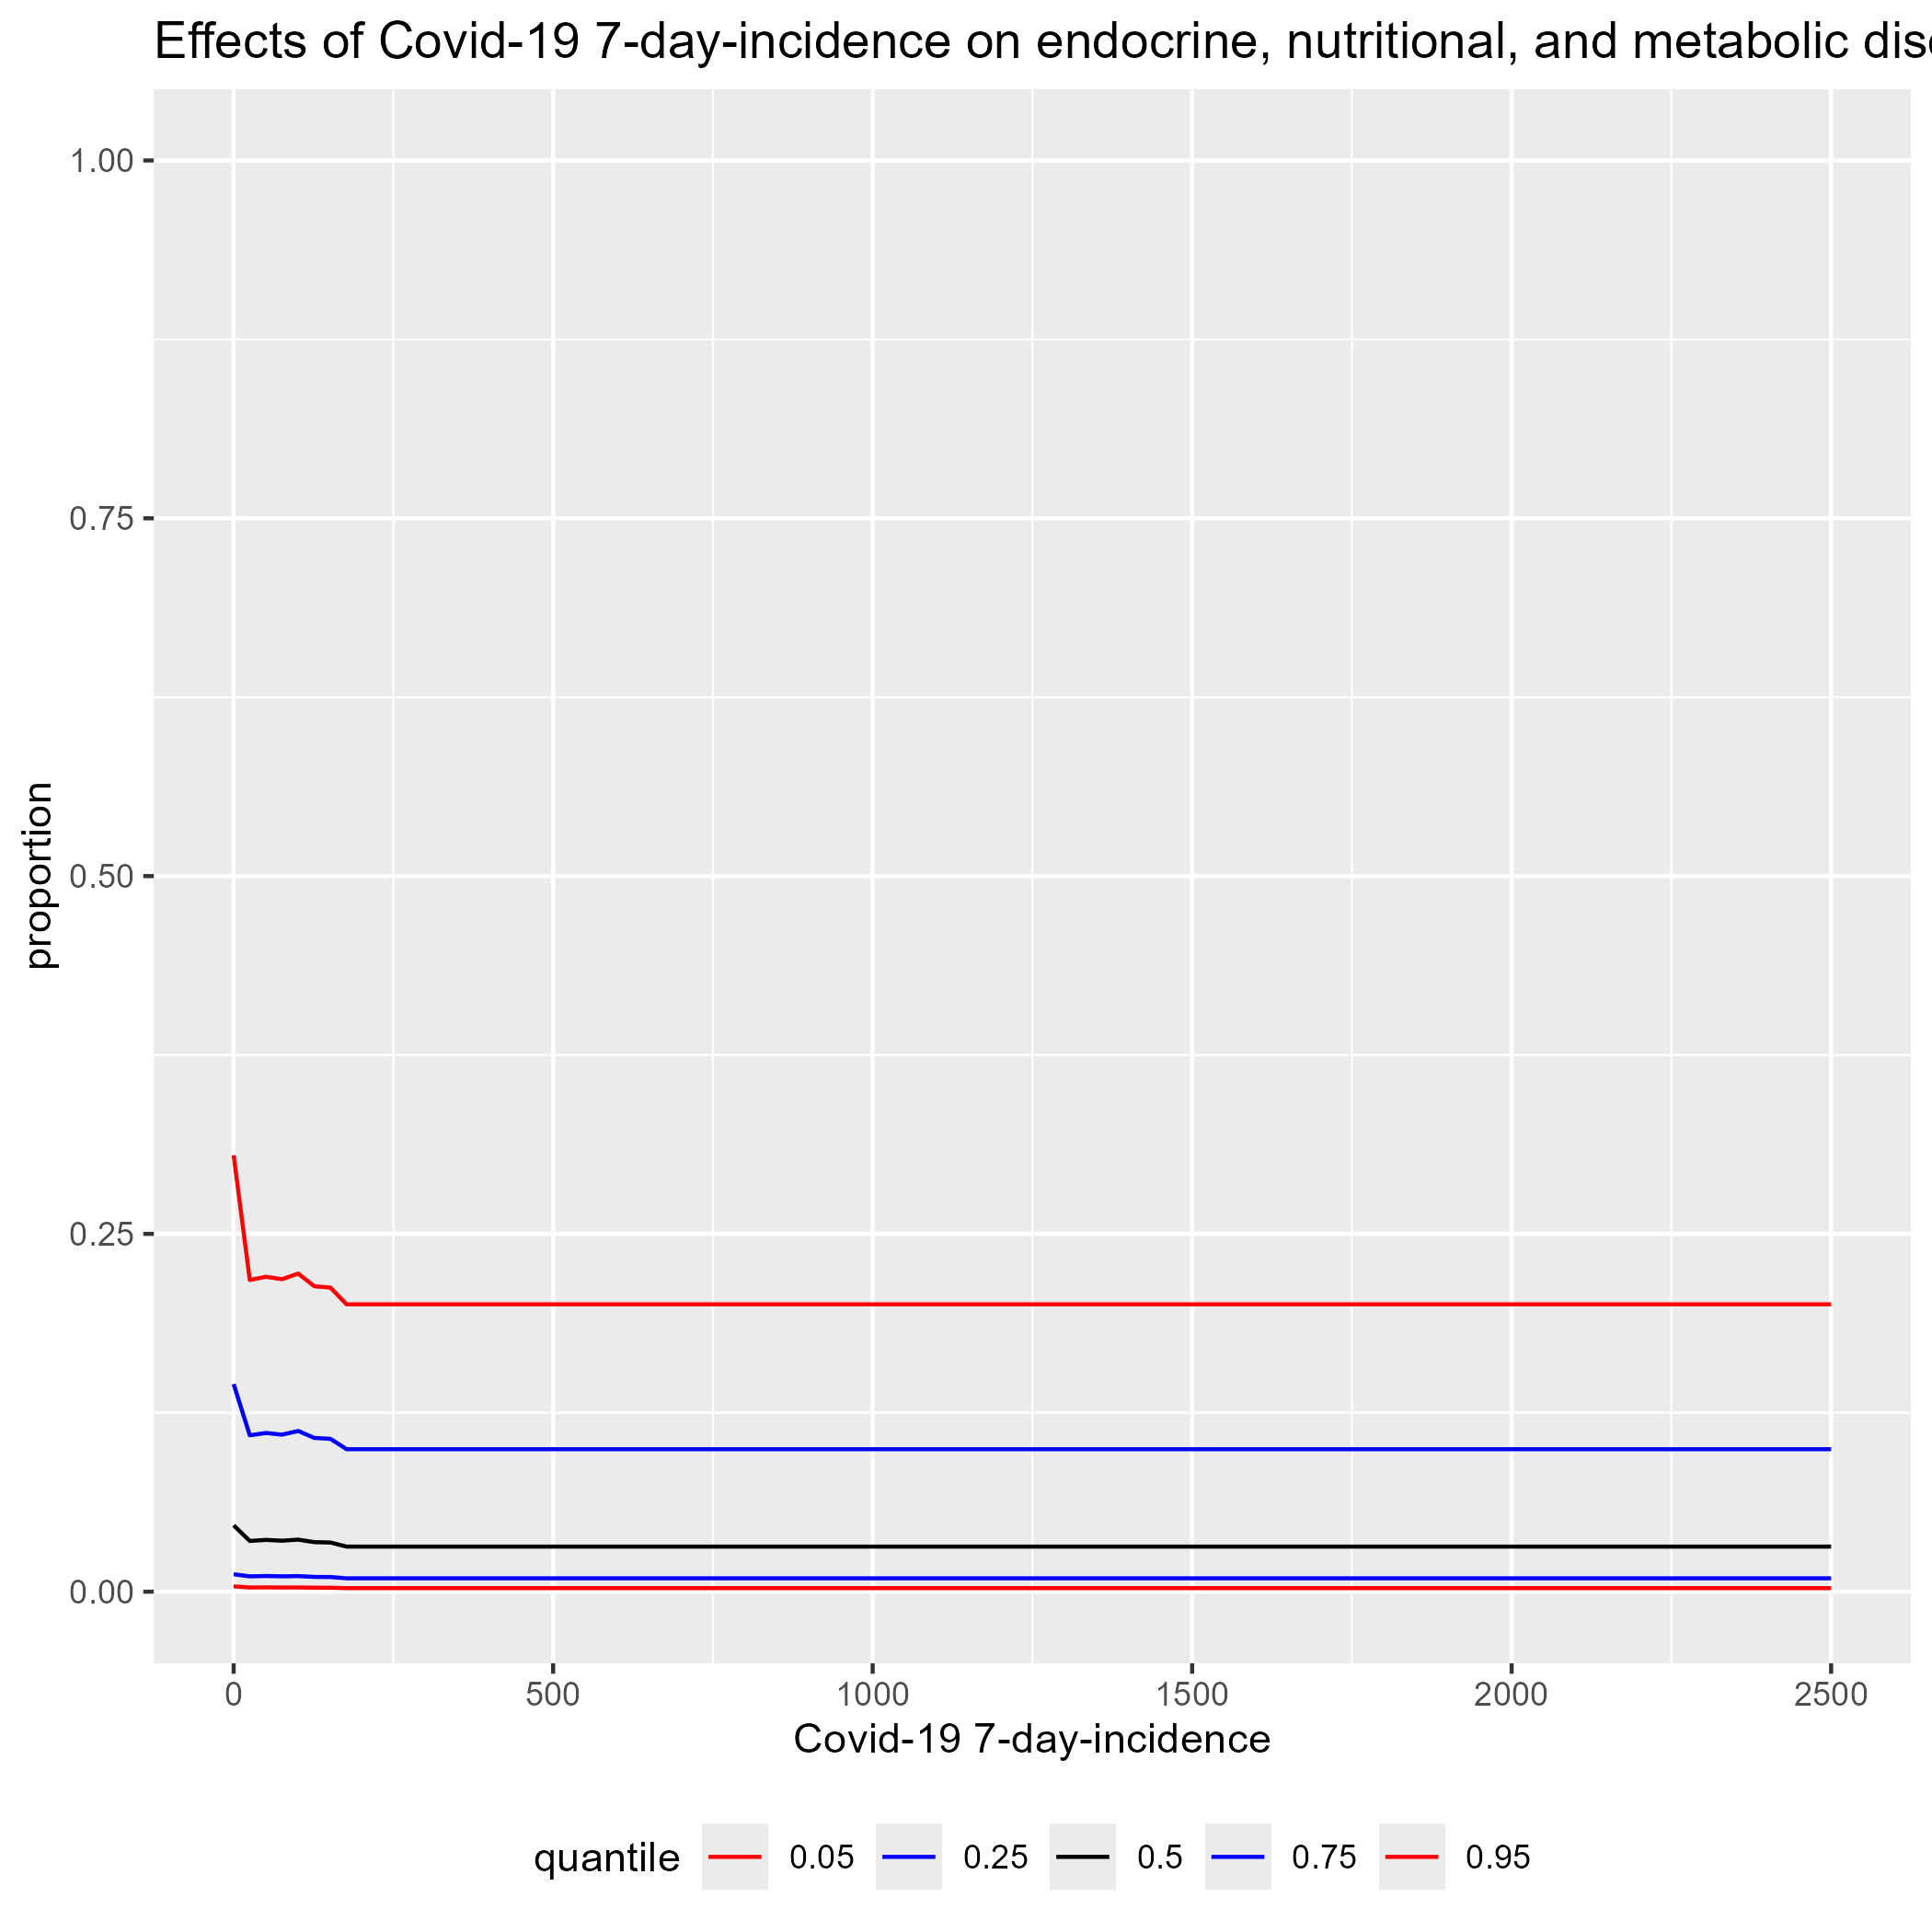 Effects of Covid-19 7-day-incidence on endocrine, nutritional, and metabolic
1.00
0.75
0.50
0.25
0.00
proportion
0 500 1000 1500 2000 2500
Covid-19 7-day-incidence
quantile 0.05 0.25 0.5 0.75 0.95